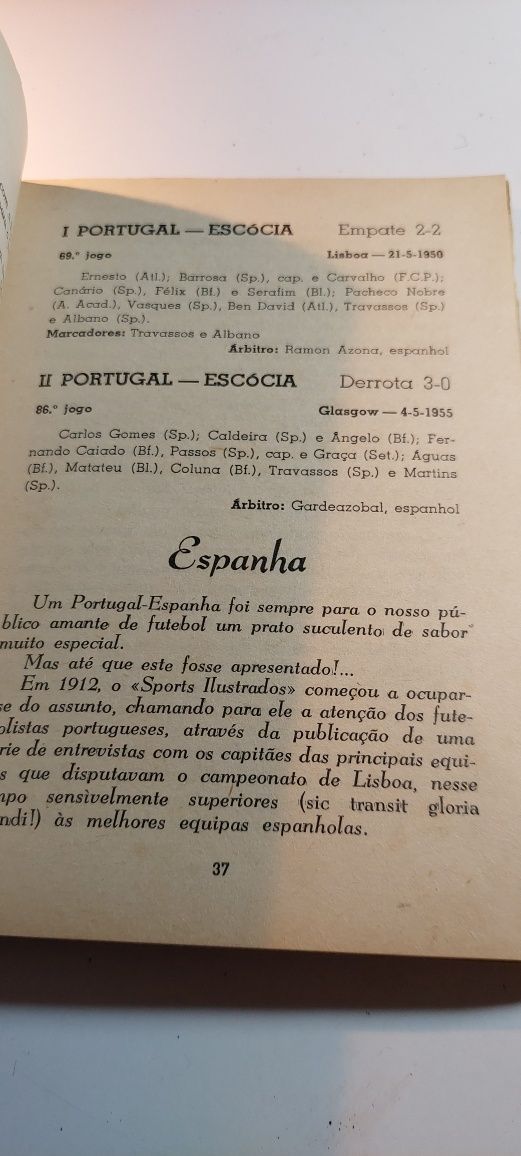 I PORTUGAL — ESCÓCIA Empate 2-2
69.º jogo Lisboa — 21-5-1950
Ernesto (Atl.); Barrosa (Sp.), cap. e Carvalho (F.C.P.);
Canário (Sp.), Félix (Bf.) e Serafim (Bl.); Pacheco Nobre
(A. Acad.), Vasques (Sp.), Ben David (Atl.), Travassos (Sp.)
e Albano (Sp.).
Marcadores: Travassos e Albano
Árbitro: Ramon Azona, espanhol
II PORTUGAL — ESCÓCIA Derrota 3-0
86.º jogo Glasgow — 4-5-1955
Carlos Gomes (Sp.); Caldeira (Sp.) e Ângelo (Bf.); Fer-
nando Caiado (Bf.), Passos (Sp.), cap. e Graça (Set.); Águas
(Bf.), Matateu (Bl.), Coluna (Bf.), Travassos (Sp.) e Martins
(Sp.).
Árbitro: Gardeazobal, espanhol
Espanha
Um Portugal-Espanha foi sempre para o nosso pú-
blico amante de futebol um prato suculento de sabor
muito especial.
Mas até que este fosse apresentado!...
Em 1912, o «Sports Ilustrados» começou a ocupar-
se do assunto, chamando para ele a atenção dos fute-
olistas portugueses, através da publicação de uma
rie de entrevistas com os capitães das principais equi-
s que disputavam o campeonato de Lisboa, nesse
mpo sensivelmente superiores (sic transit gloria
ndi!) às melhores equipas espanholas.
37